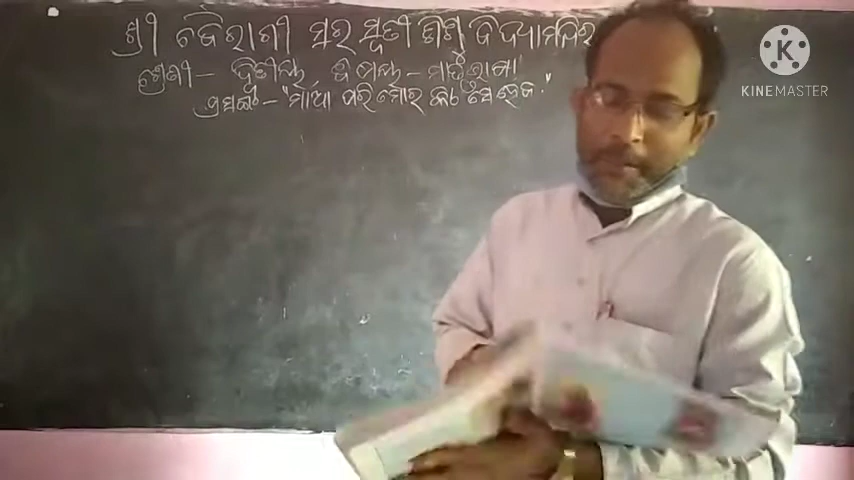 ଶ୍ରୀ ବୈରାଗୀ ସରସ୍ୱତୀ ଶିଶୁ ବିଦ୍ୟାମନ୍ଦିର
ଶ୍ରେଣୀ - ଦ୍ୱିତୀୟ ବିଷୟ -
ପ୍ରସଙ୍ଗ - "ମାଆ ପରି ମୋର କିଏ ସେ ହେବ."
KINEMASTER